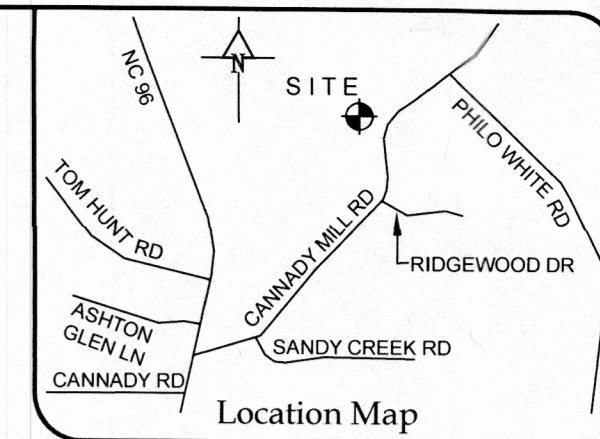 NC 96
N
SITE
PHILO WHITE RD
TOM HUNT RD
CANNADY MILL RD
RIDGEWOOD DR
ASHTON
GLEN LN
SANDY CREEK RD
CANNADY RD
Location Map